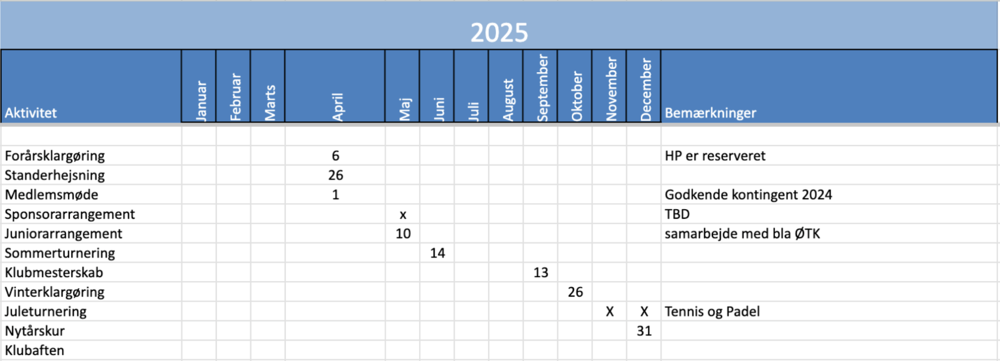 2025
Aktivitet Januar Februar Marts April Maj Juni Juli August September Oktober November December Bemærkninger
Forårsklargøring 6 HP er reserveret
Standerhejsning 26
Medlemsmøde 1 Godkende kontingent 2024
Sponsorarrangement x TBD
Juniorarrangement 10 samarbejde med bla ØTK
Sommerturnering 14
Klubmesterskab 13
Vinterklargøring 26
Juleturnering X X Tennis og Padel
Nytårskur 31
Klubaften